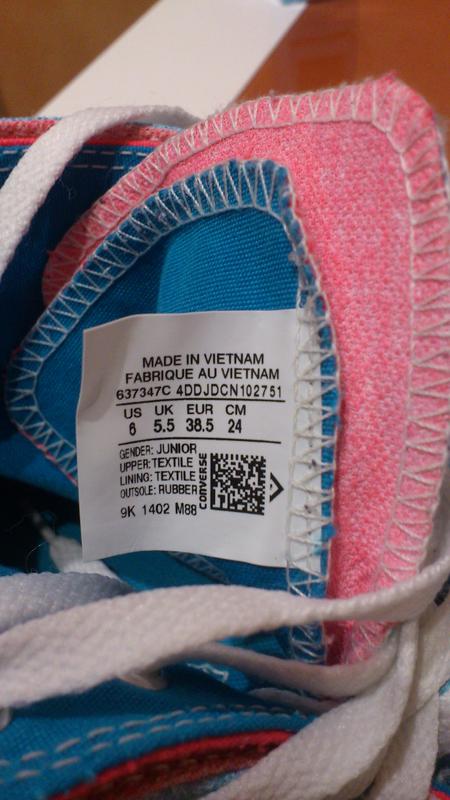 MADE IN VIETNAM
FABRIQUE AU VIETNAM
637347C 4DDJDCN102751
US UK EUR CM
6 5.5 38.5 24
GENDER: JUNIOR
UPPER: TEXTILE
LINING: TEXTILE
OUTSOLE: RUBBER
CONVERSE
9K 1402 M88